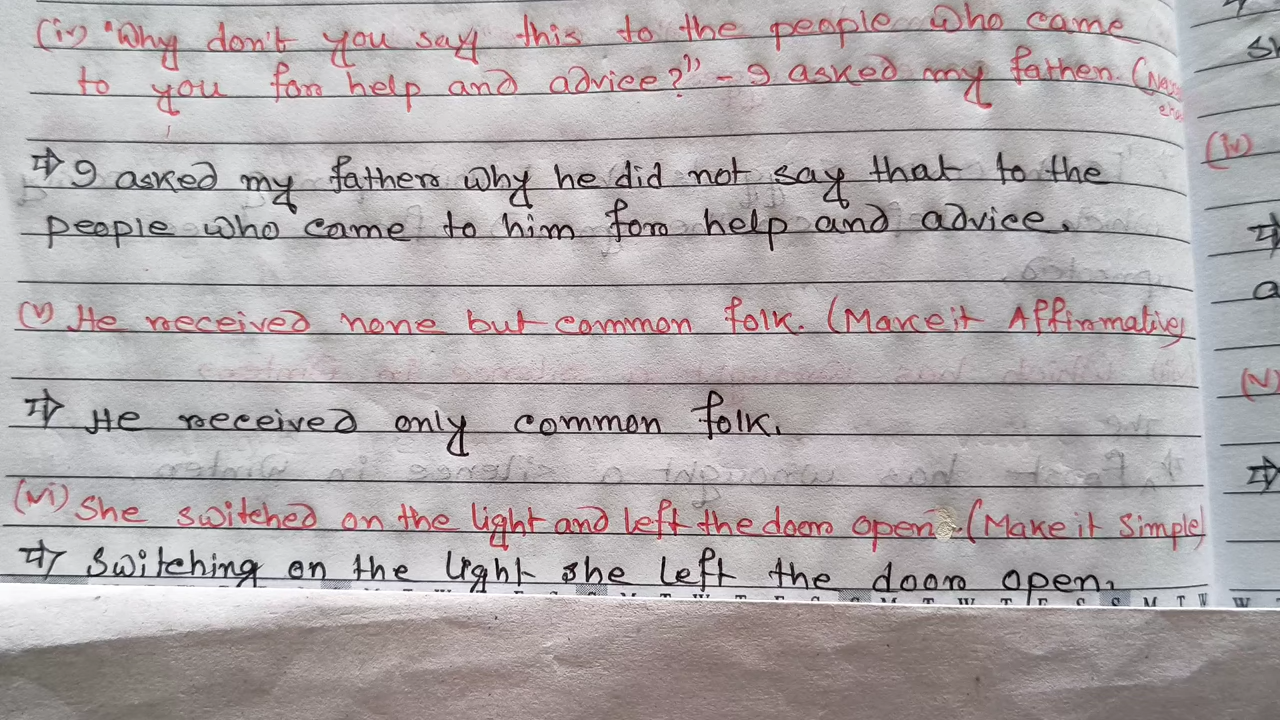 (iv) "Why don't you say this to the people who came
to you for help and advice?" - I asked my father. (
⇒ I asked my father why he did not say that to the
people who came to him for help and advice.
(v) He received none but common folk. (Make it Affirmative)
⇒ He received only common folk.
(vi) She switched on the light and left the door open. (Make it Simple)
⇒ Switching on the light she left the door open.
(iv)
⇒
a
(v)
⇒